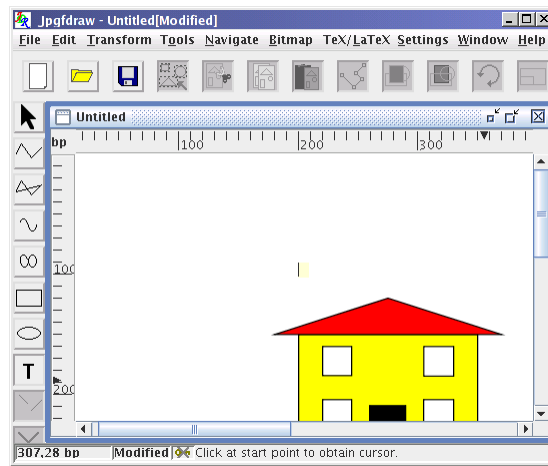 Jpgfdraw - Untitled[Modified]
File Edit Transform Tools Navigate Bitmap TeX/LaTeX Settings Window Help
Untitled
bp 100 200 300
100
T
200
307,28 bp Modified Click at start point to obtain cursor.